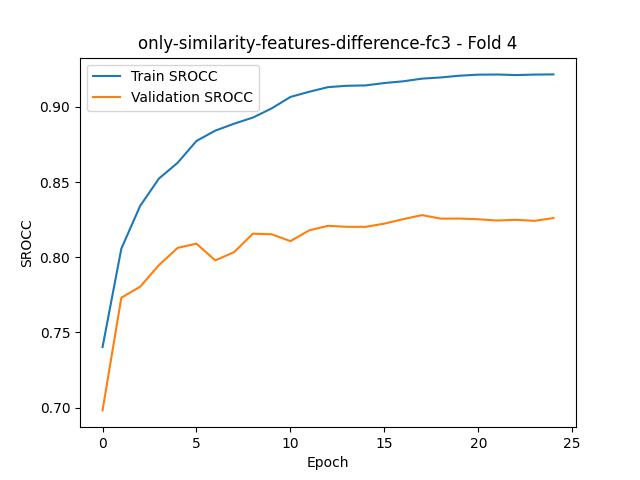 only-similarity-features-difference-fc3 - Fold 4
Train SROCC
Validation SROCC
0.90
0.85
0.80
0.75
0.70
SROCC
0 5 10 15 20 25
Epoch